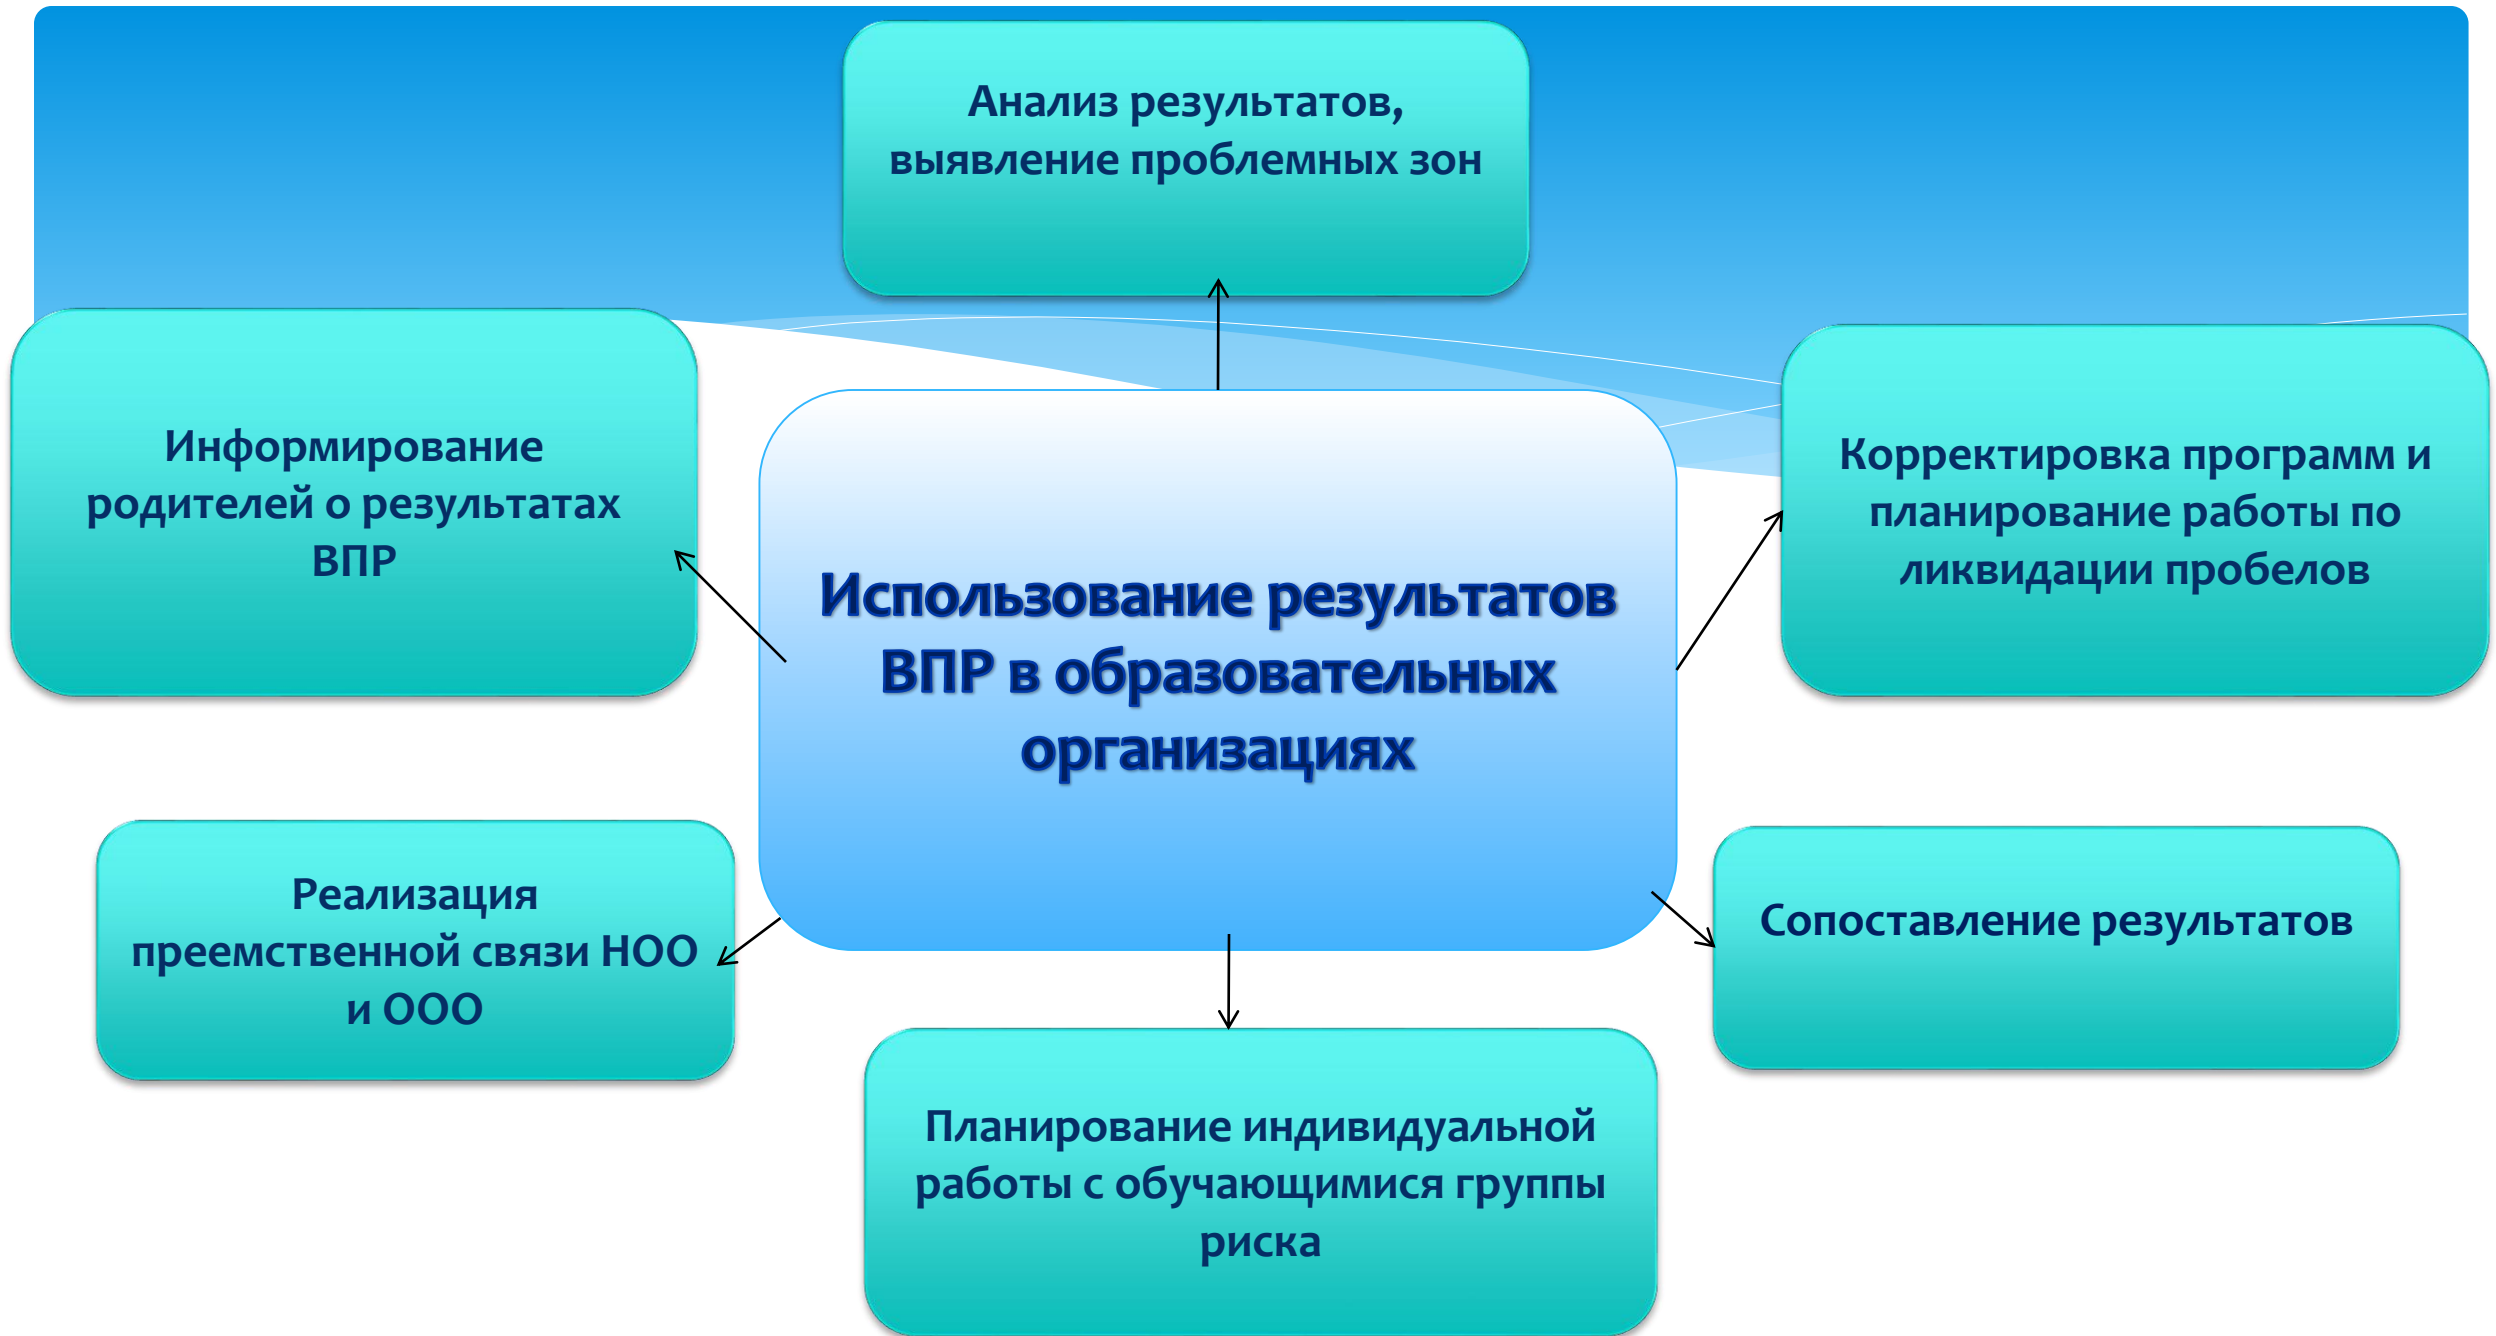 Анализ результатов,
выявление проблемных зон
Информирование
родителей о результатах
ВПР
Корректировка программ и
планирование работы по
ликвидации пробелов
Использование результатов
ВПР в образовательных
организациях
Реализация
преемственной связи НОО
и ООО
Сопоставление результатов
Планирование индивидуальной
работы с обучающимися группы
риска